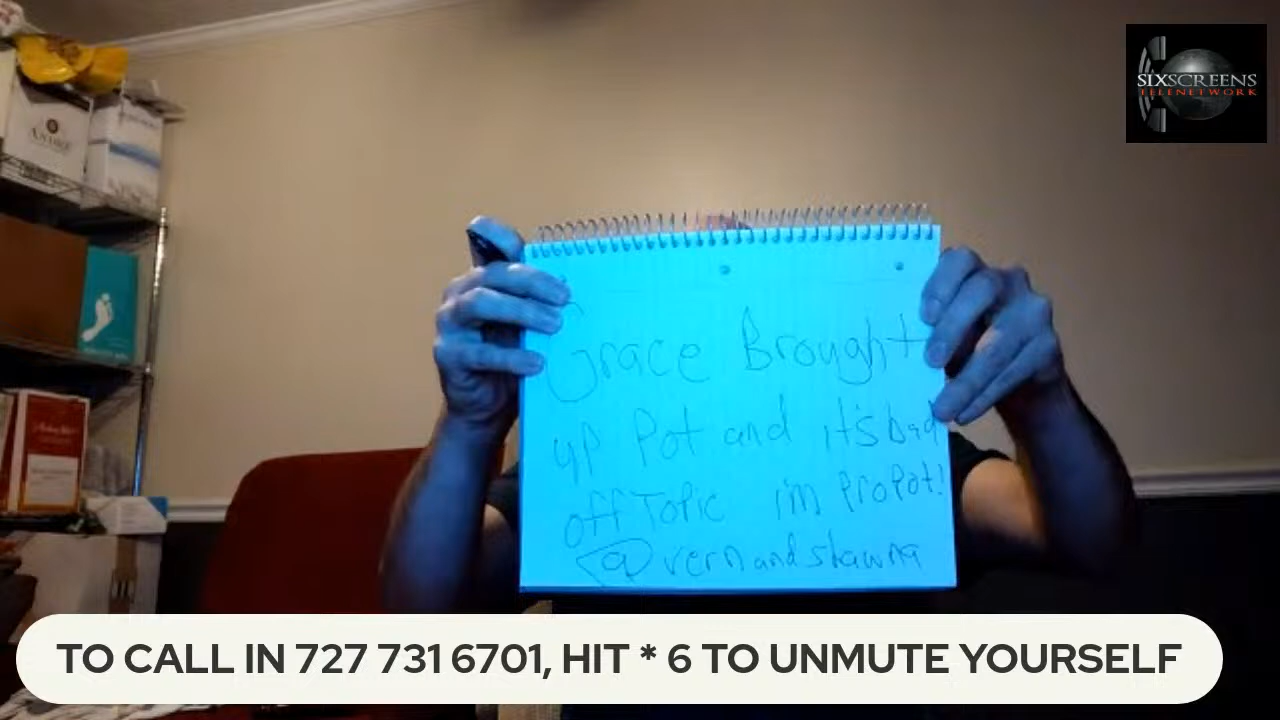 SIXSCREENS
TELENETWORK
Grace Brought
up Pot and it's bad
off Topic i'm ProPot!
@vernandshawna
TO CALL IN 727 731 6701, HIT * 6 TO UNMUTE YOURSELF